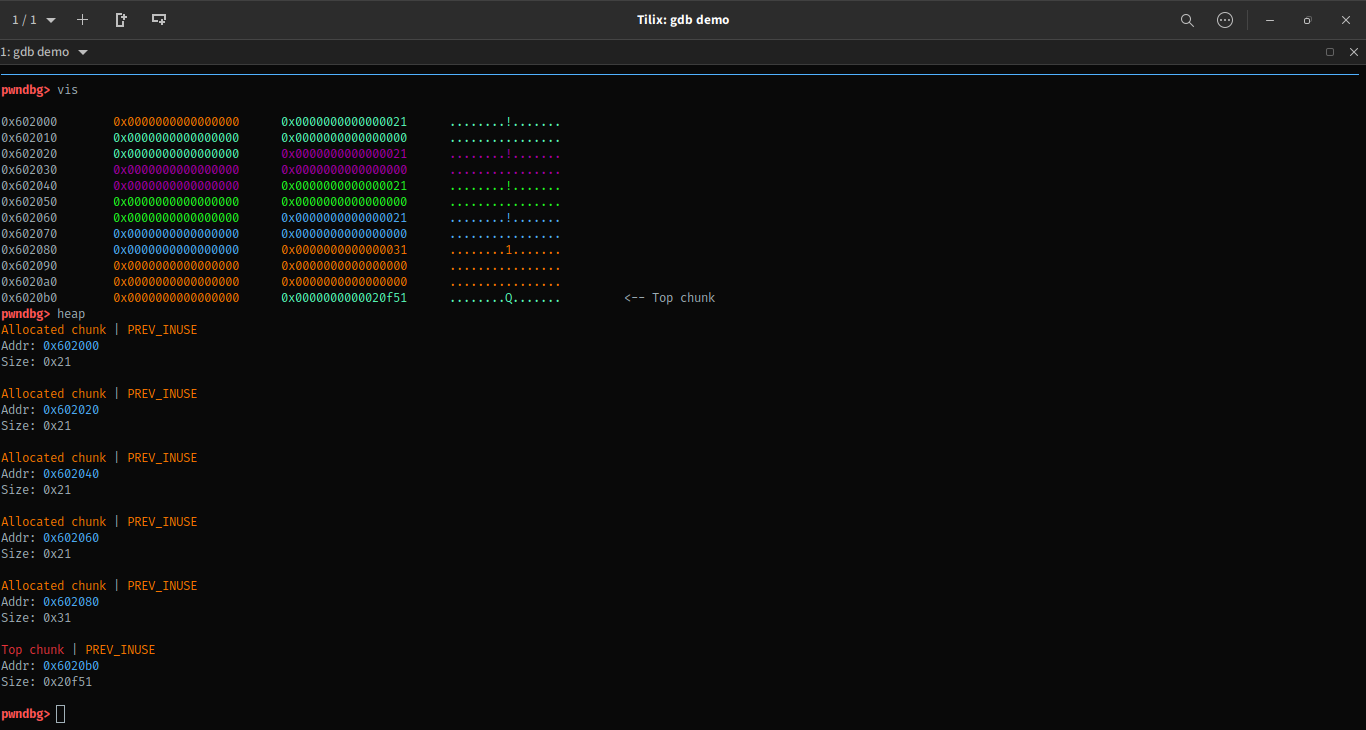 1 / 1
Tilix: gdb demo
1: gdb demo
pwndbg> vis
0x602000 0x0000000000000000 0x0000000000000021 ........!.......
0x602010 0x0000000000000000 0x0000000000000000 ................
0x602020 0x0000000000000000 0x0000000000000021 ........!.......
0x602030 0x0000000000000000 0x0000000000000000 ................
0x602040 0x0000000000000000 0x0000000000000021 ........!.......
0x602050 0x0000000000000000 0x0000000000000000 ................
0x602060 0x0000000000000000 0x0000000000000021 ........!.......
0x602070 0x0000000000000000 0x0000000000000000 ................
0x602080 0x0000000000000000 0x0000000000000031 ........1.......
0x602090 0x0000000000000000 0x0000000000000000 ................
0x6020a0 0x0000000000000000 0x0000000000000000 ................
0x6020b0 0x0000000000000000 0x0000000000020f51 ........Q....... <-- Top chunk
pwndbg> heap
Allocated chunk | PREV_INUSE
Addr: 0x602000
Size: 0x21
Allocated chunk | PREV_INUSE
Addr: 0x602020
Size: 0x21
Allocated chunk | PREV_INUSE
Addr: 0x602040
Size: 0x21
Allocated chunk | PREV_INUSE
Addr: 0x602060
Size: 0x21
Allocated chunk | PREV_INUSE
Addr: 0x602080
Size: 0x31
Top chunk | PREV_INUSE
Addr: 0x6020b0
Size: 0x20f51
pwndbg>